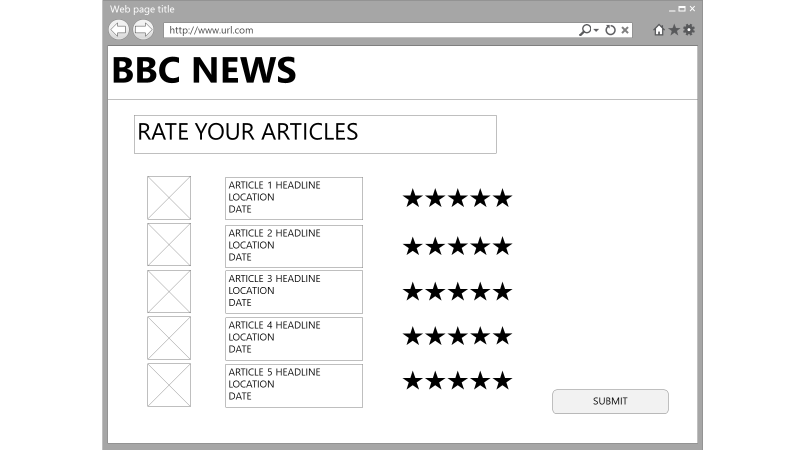 Web page title
http://www.url.com
BBC NEWS
RATE YOUR ARTICLES
ARTICLE 1 HEADLINE
LOCATION
DATE
ARTICLE 2 HEADLINE
LOCATION
DATE
ARTICLE 3 HEADLINE
LOCATION
DATE
ARTICLE 4 HEADLINE
LOCATION
DATE
ARTICLE 5 HEADLINE
LOCATION
DATE
SUBMIT